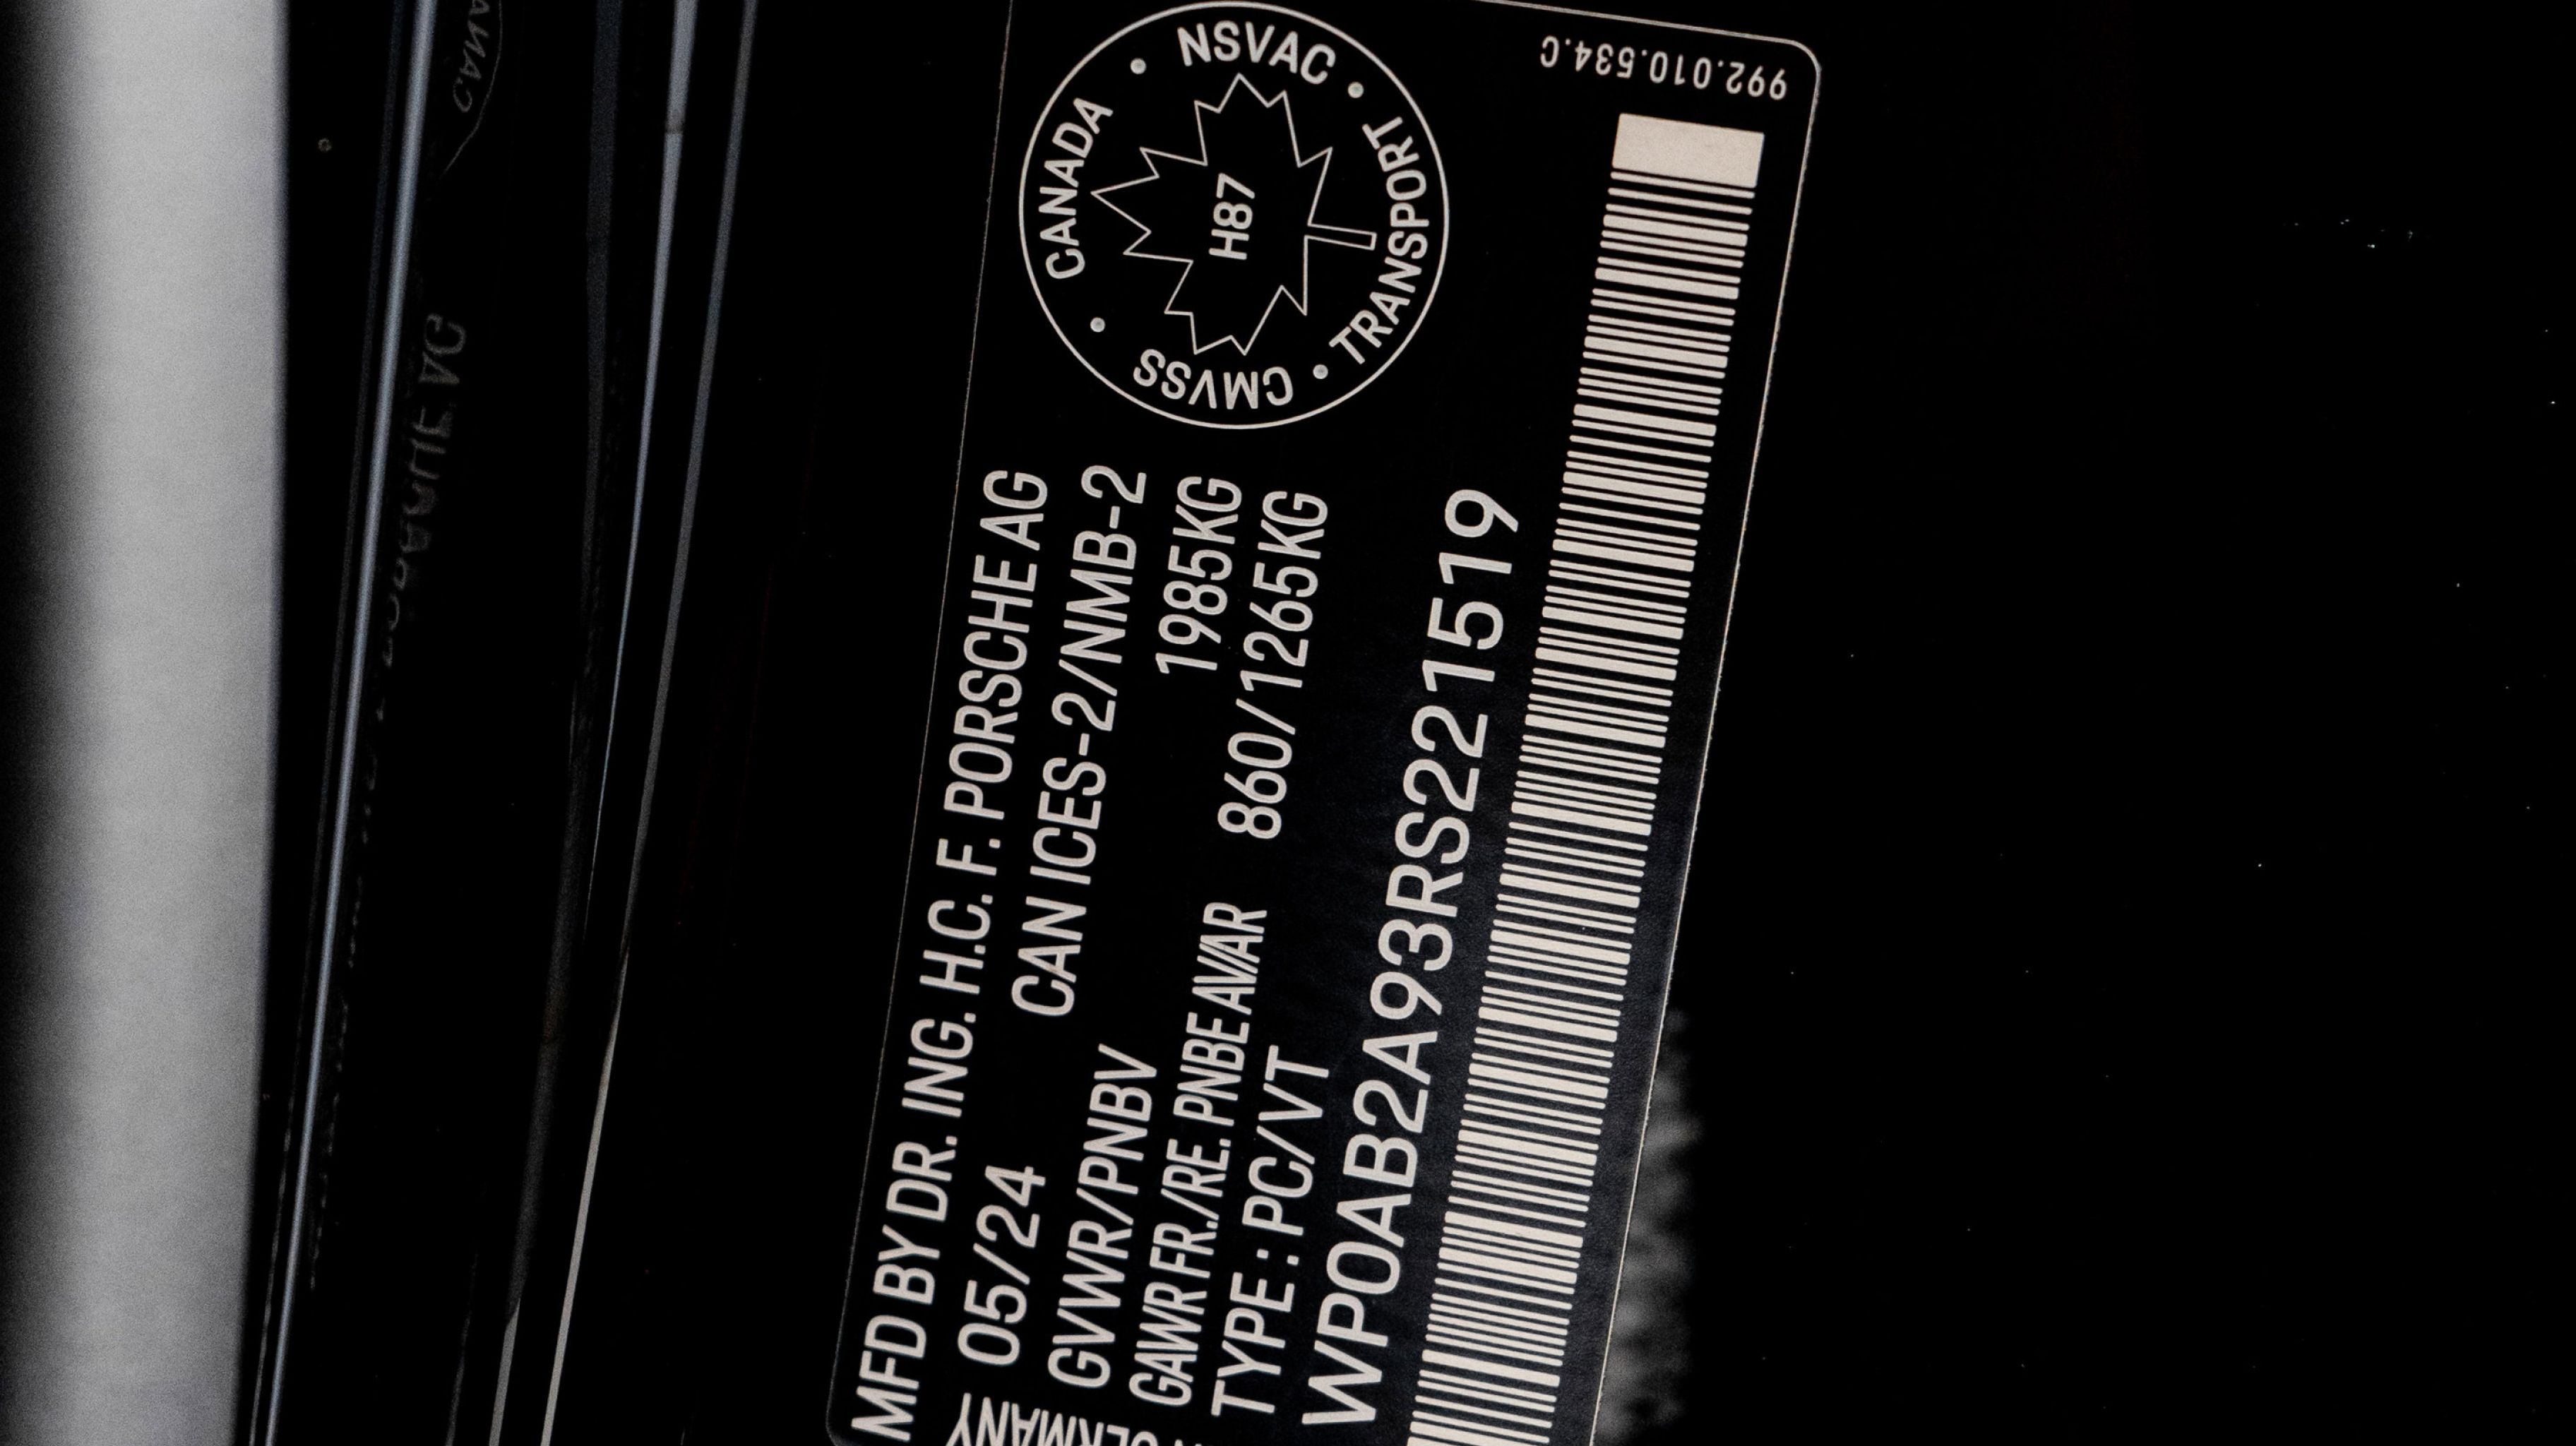 MFD BY DR. ING. H.C. F. PORSCHE AG
05/24 CAN ICES-2/NMB-2
GVWR/PNBV 1985KG
GAWR FR./RE. PNBE AV/AR 860/1265KG
TYPE : PC/VT
WP0AB2A93RS221519
CANADA • NSVAC • TRANSPORT • CMVSS •
H87
992.010.534.C
GERMANY